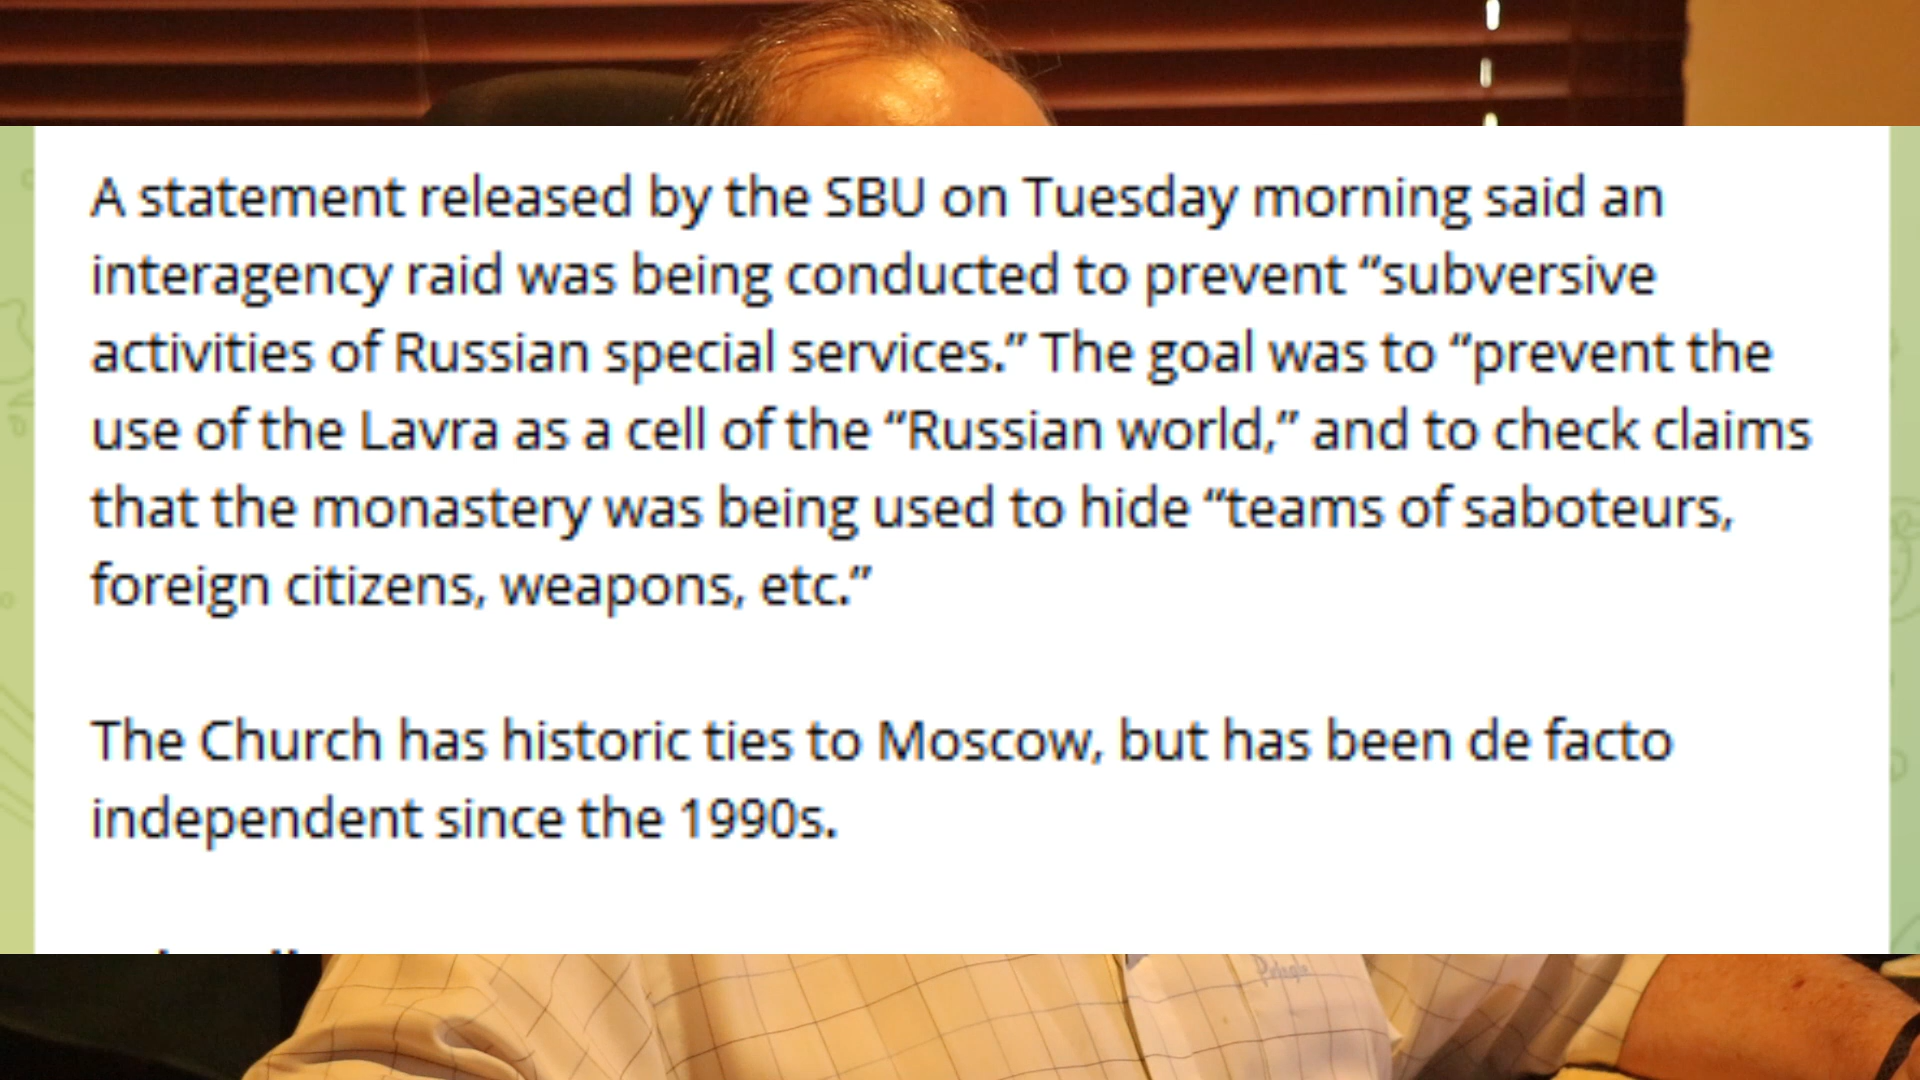 A statement released by the SBU on Tuesday morning said an
interagency raid was being conducted to prevent “subversive
activities of Russian special services.” The goal was to “prevent the
use of the Lavra as a cell of the “Russian world,” and to check claims
that the monastery was being used to hide “teams of saboteurs,
foreign citizens, weapons, etc.”
The Church has historic ties to Moscow, but has been de facto
independent since the 1990s.